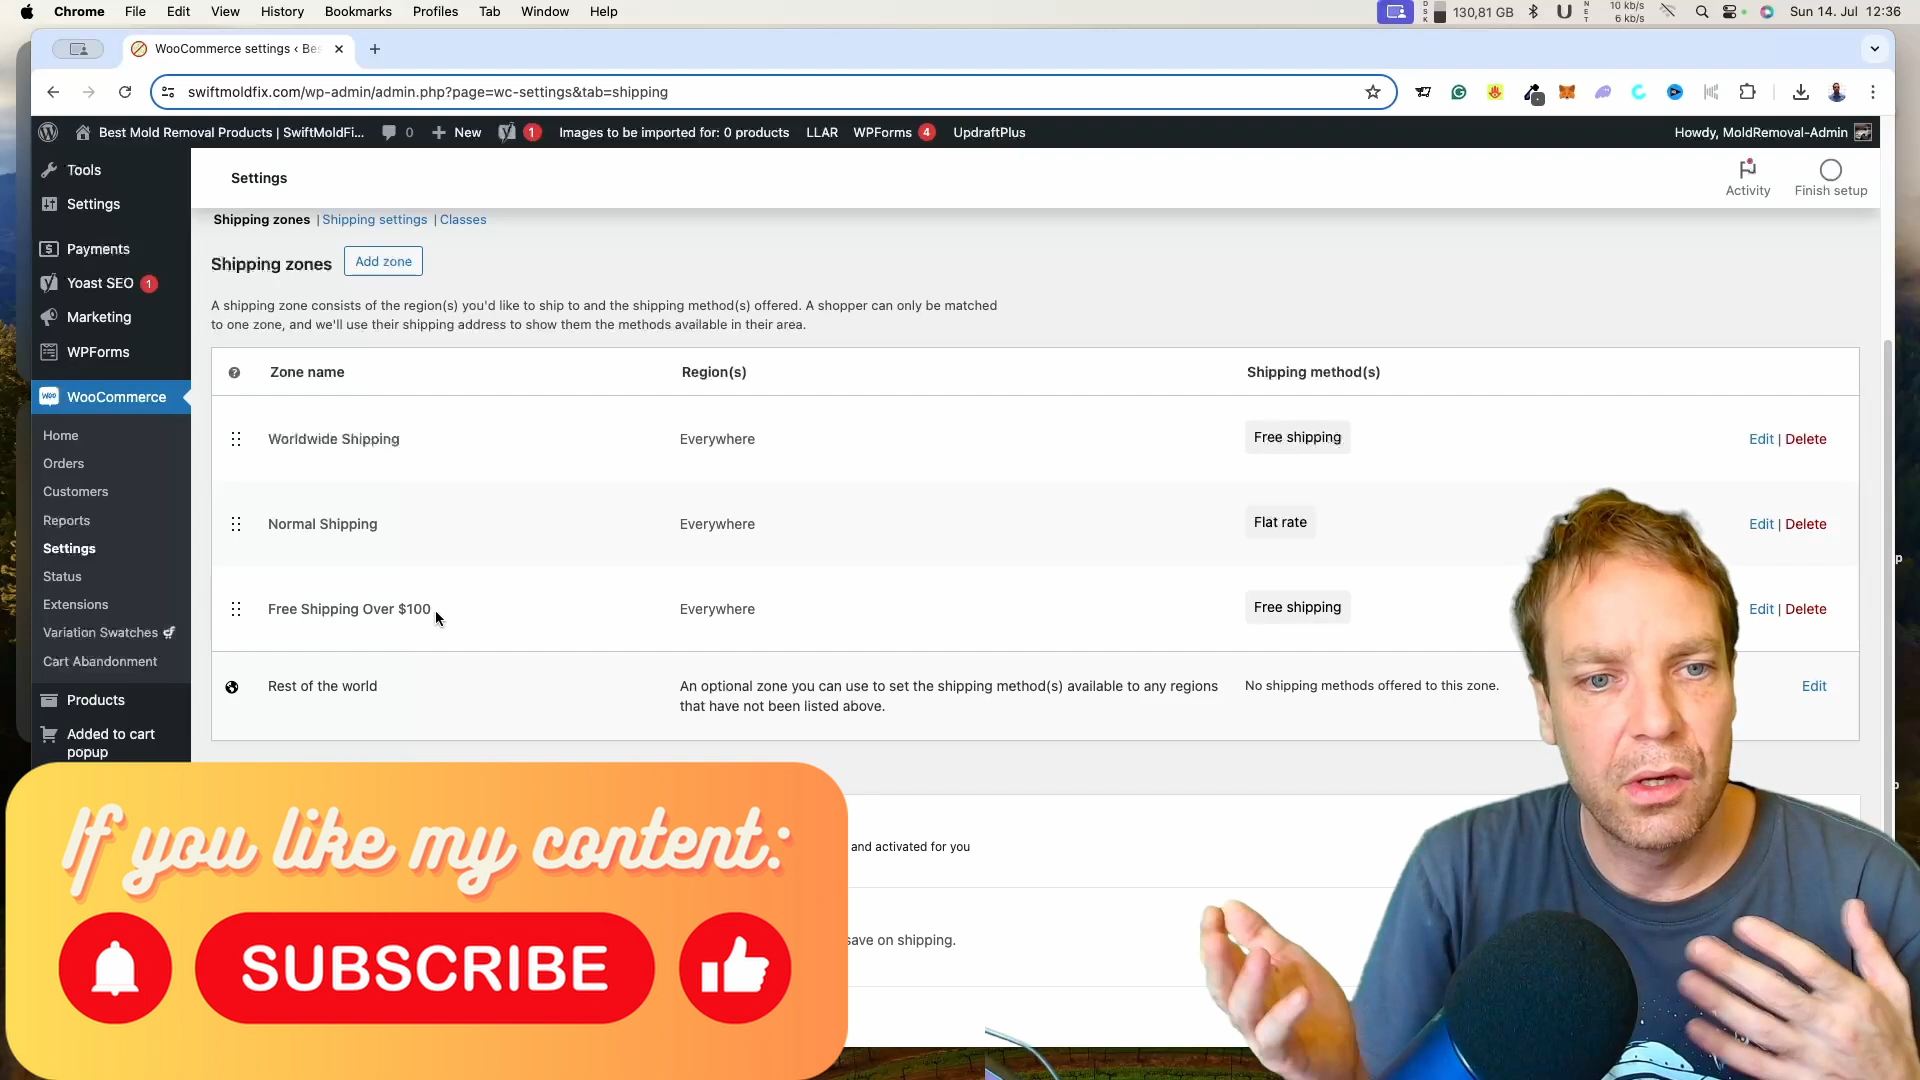 Chrome File Edit View History Bookmarks Profiles Tab Window Help
130,81 GB
10 kb/s
6 kb/s
Sun 14. Jul 12:36
WooCommerce settings ‹ Bes
swiftmoldfix.com/wp-admin/admin.php?page=wc-settings&tab=shipping
Best Mold Removal Products | SwiftMoldFi... 0 New 1 Images to be imported for: 0 products LLAR WPForms 4 UpdraftPlus Howdy, MoldRemoval-Admin
Tools
Settings
Payments
Yoast SEO 1
Marketing
WPForms
WooCommerce
Home
Orders
Customers
Reports
Settings
Status
Extensions
Variation Swatches
Cart Abandonment
Products
Added to cart
popup
Settings
Activity
Finish setup
Shipping zones | Shipping settings | Classes
Shipping zones Add zone
A shipping zone consists of the region(s) you'd like to ship to and the shipping method(s) offered. A shopper can only be matched
to one zone, and we'll use their shipping address to show them the methods available in their area.
Zone name Region(s) Shipping method(s)
Worldwide Shipping Everywhere Free shipping Edit | Delete
Normal Shipping Everywhere Flat rate Edit | Delete
Free Shipping Over $100 Everywhere Free shipping Edit | Delete
Rest of the world An optional zone you can use to set the shipping method(s) available to any regions No shipping methods offered to this zone. Edit
that have not been listed above.
and activated for you
save on shipping.
If you like my content:
SUBSCRIBE